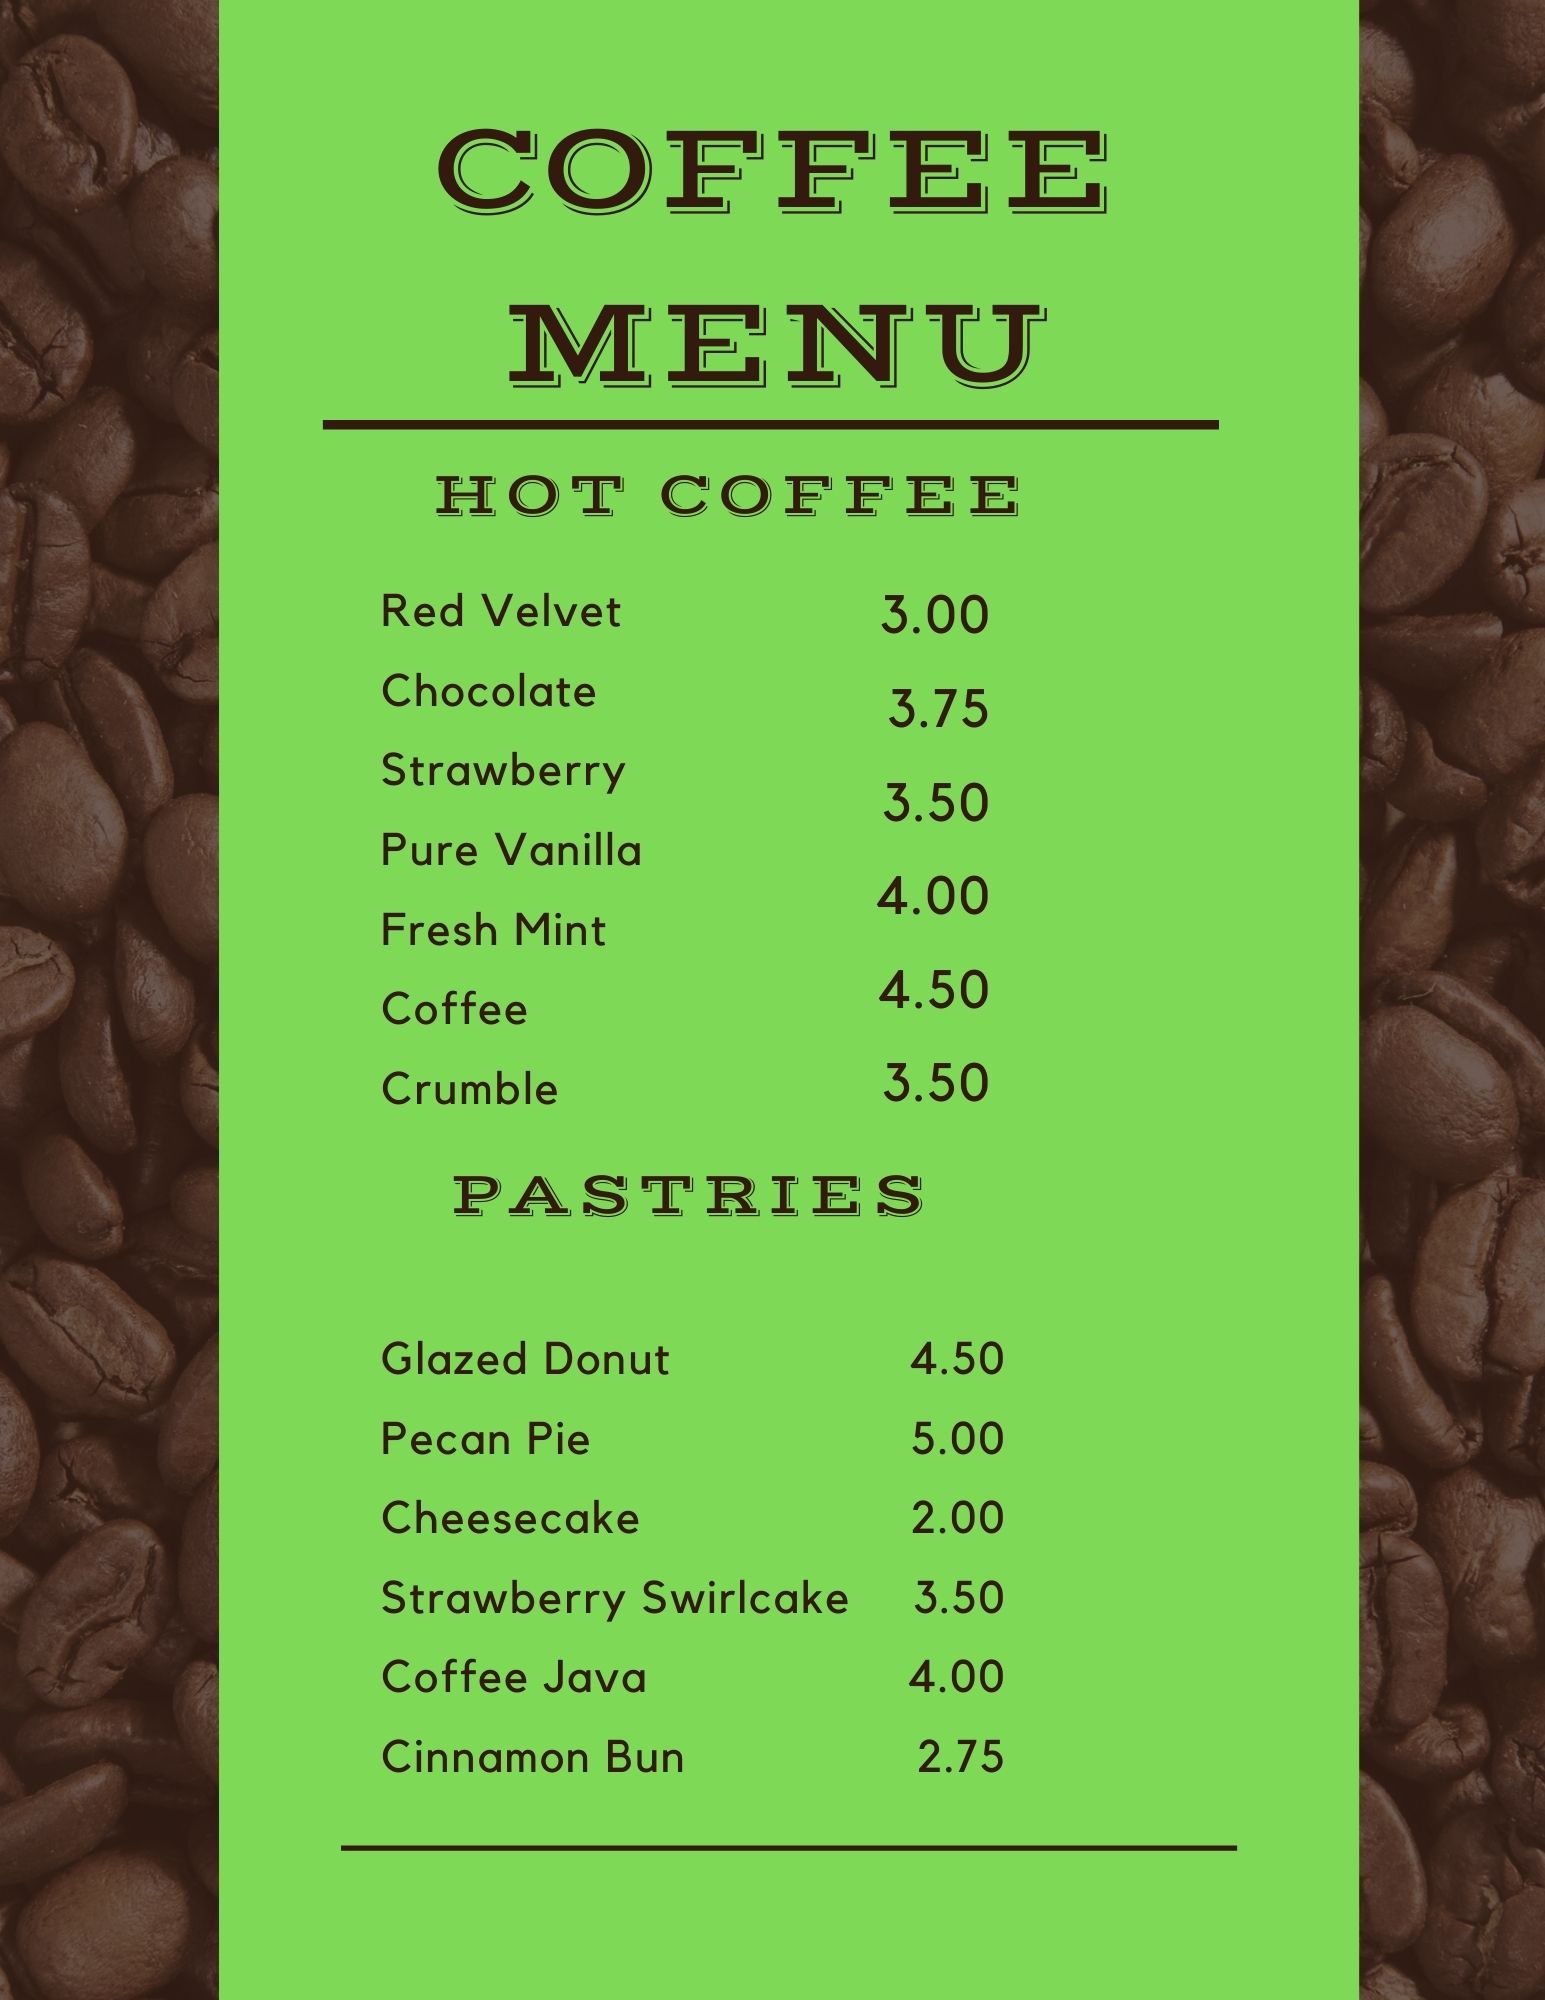 COFFEE
MENU
HOT COFFEE
Red Velvet 3.00
Chocolate 3.75
Strawberry 3.50
Pure Vanilla 4.00
Fresh Mint 4.50
Coffee
Crumble 3.50
PASTRIES
Glazed Donut 4.50
Pecan Pie 5.00
Cheesecake 2.00
Strawberry Swirlcake 3.50
Coffee Java 4.00
Cinnamon Bun 2.75